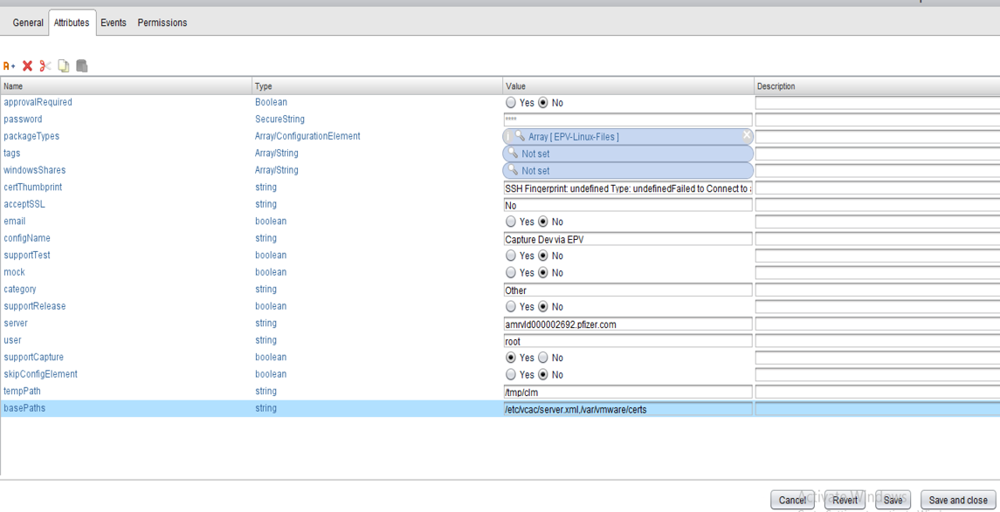 General Attributes Events Permissions
Name Type Value Description
approvalRequired Boolean Yes No
password SecureString ****
packageTypes Array/ConfigurationElement Array [ EPV-Linux-Files ]
tags Array/String Not set
windowsShares Array/String Not set
certThumbprint string SSH Fingerprint: undefined Type: undefinedFailed to Connect to
acceptSSL string No
email boolean Yes No
configName string Capture Dev via EPV
supportTest boolean Yes No
mock boolean Yes No
category string Other
supportRelease boolean Yes No
server string amrvld000002692.pfizer.com
user string root
supportCapture boolean Yes No
skipConfigElement boolean Yes No
tempPath string /tmp/clm
basePaths string /etc/vcac/server.xml,/var/vmware/certs
Activate Windows
Cancel Revert Save Save and close